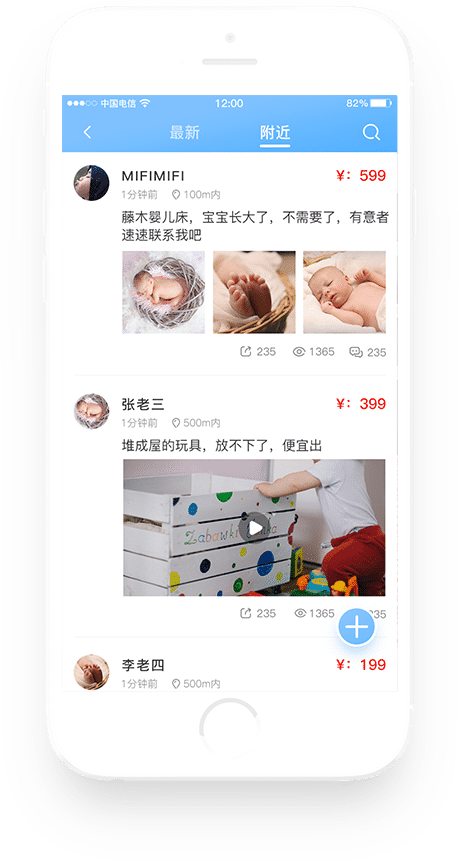 中国电信 12:00 82%
最新 附近
MIFIMIFI ¥: 599
1分钟前 100m内
藤木婴儿床，宝宝长大了，不需要了，有意者
速速联系我吧
235 1365 235
张老三 ¥: 399
1分钟前 500m内
堆成屋的玩具，放不下了，便宜出
Zabawki
235 1365 235
李老四 ¥: 199
1分钟前 500m内